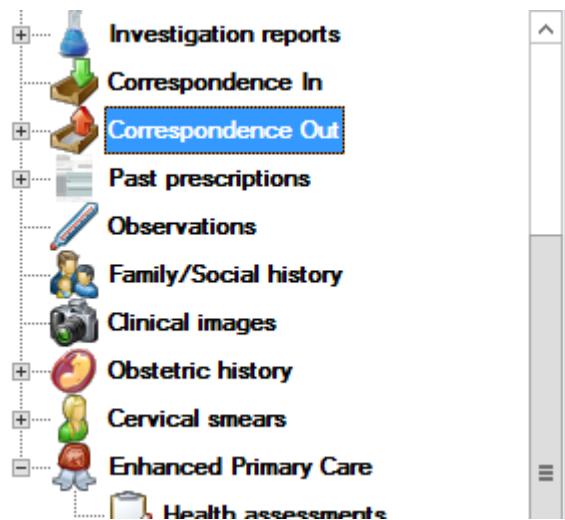 Investigation reports
Correspondence In
Correspondence Out
Past prescriptions
Observations
Family/Social history
Clinical images
Obstetric history
Cervical smears
Enhanced Primary Care
Health assessments